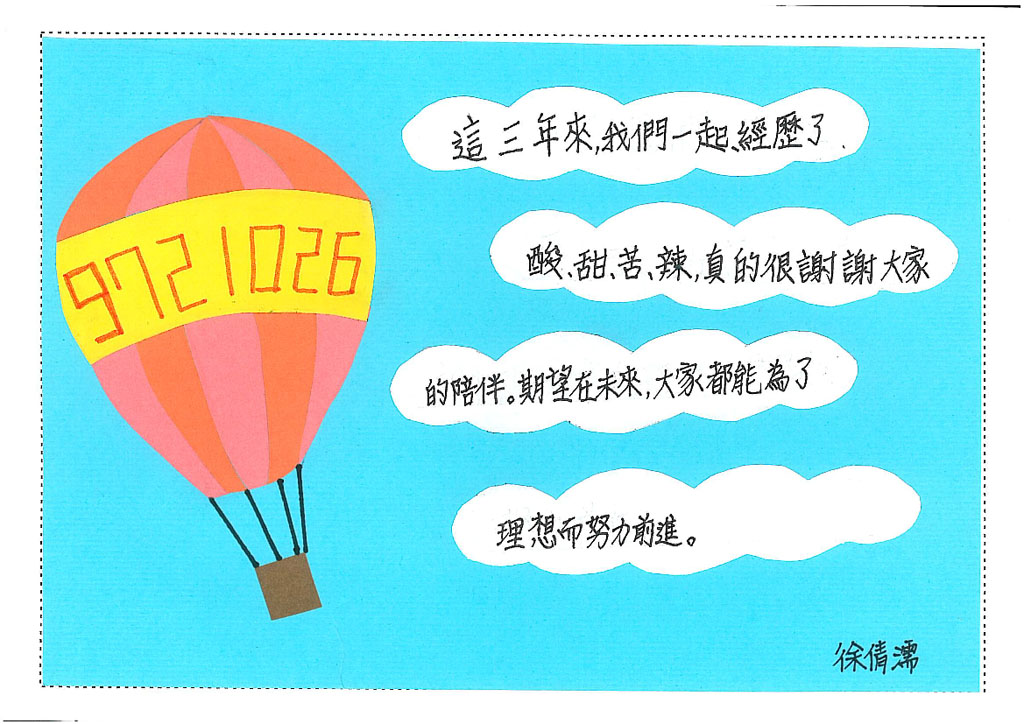 9721026
這三年來,我們一起、經歷了
酸、甜、苦、辣,真的很謝謝大家
的陪伴。期望在未來,大家都能為了
理想而努力前進。
徐倩濡